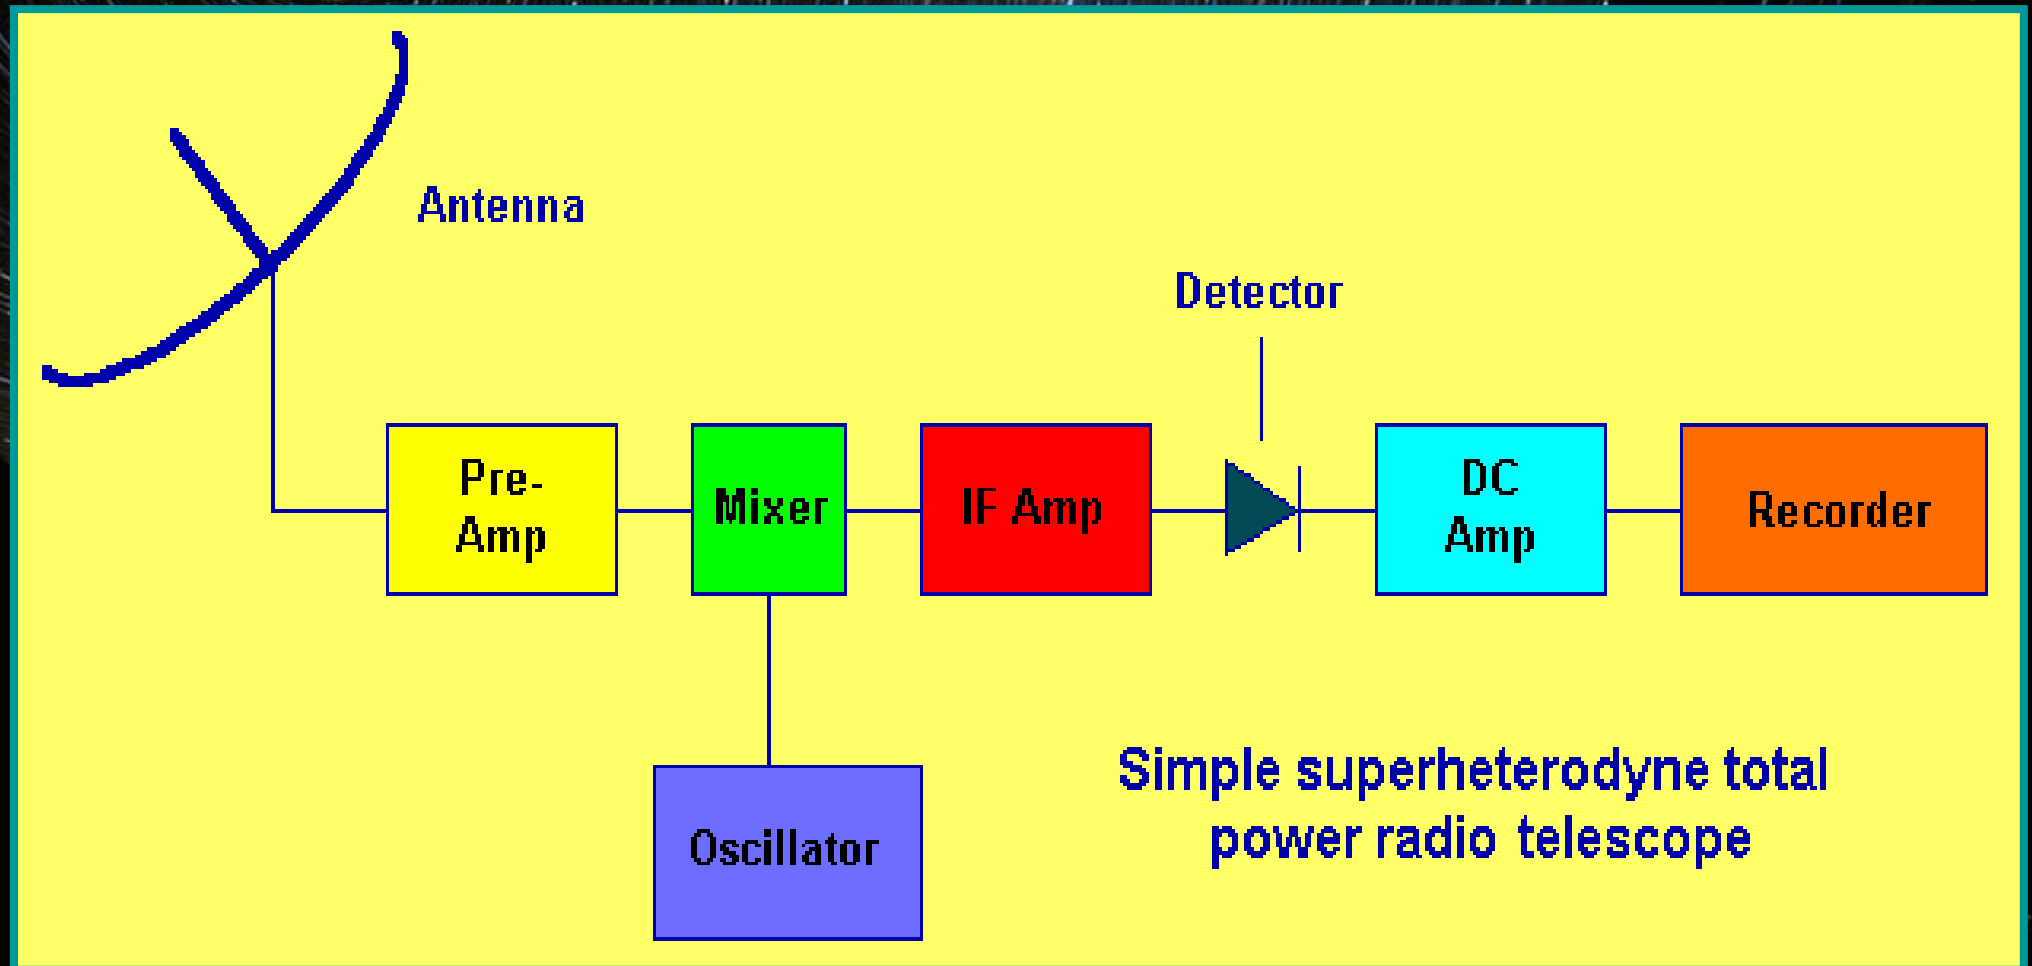 Antenna
Detector
Pre-
Amp
Mixer
IF Amp
DC
Amp
Recorder
Oscillator
Simple superheterodyne total
power radio telescope